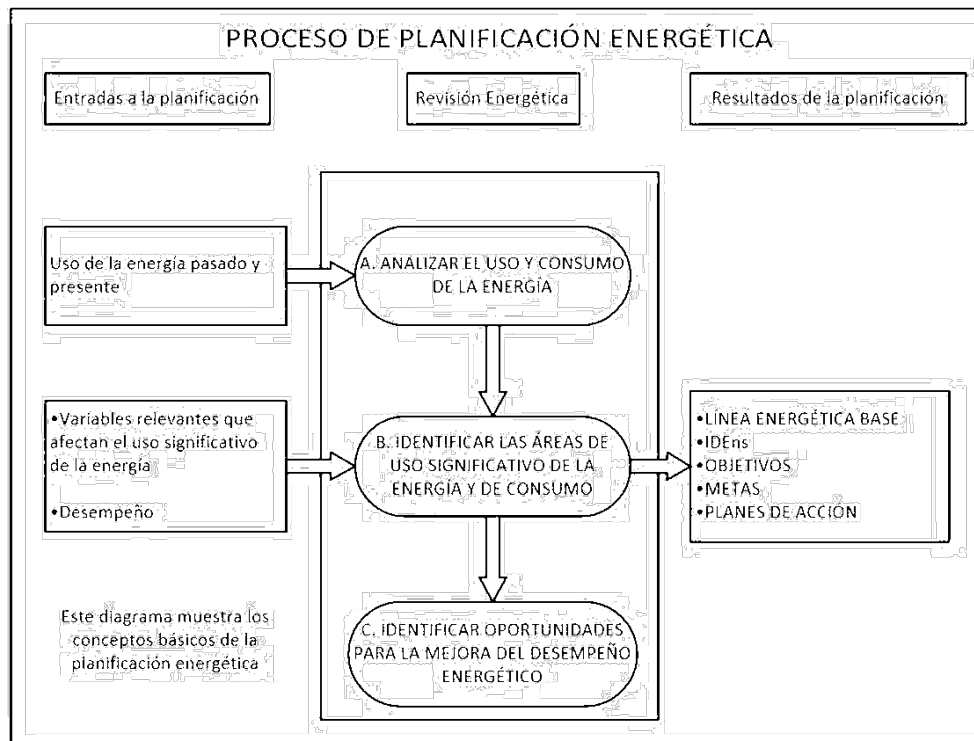 PROCESO DE PLANIFICACIÓN ENERGÉTICA
Entradas a la planificación
Revisión Energética
Resultados de la planificación
Uso de la energía pasado y
presente
A. ANALIZAR EL USO Y CONSUMO
DE LA ENERGÍA
•Variables relevantes que
afectan el uso significativo
de la energía
•Desempeño
B. IDENTIFICAR LAS ÁREAS DE
USO SIGNIFICATIVO DE LA
ENERGÍA Y DE CONSUMO
•LÍNEA ENERGÉTICA BASE
•IDEns
•OBJETIVOS
•METAS
•PLANES DE ACCIÓN
Este diagrama muestra los
conceptos básicos de la
planificación energética
C. IDENTIFICAR OPORTUNIDADES
PARA LA MEJORA DEL DESEMPEÑO
ENERGÉTICO